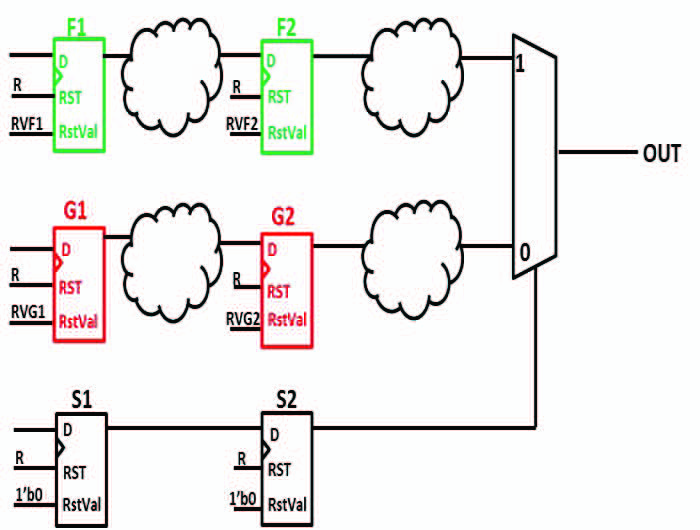 F1 F2
D D
1
R RST R RST
RVF1 RstVal RVF2 RstVal
OUT
G1 G2
D D
0
R RST R RST
RVG1 RstVal RVG2 RstVal
S1 S2
D D
R RST R RST
1'b0 RstVal 1'b0 RstVal